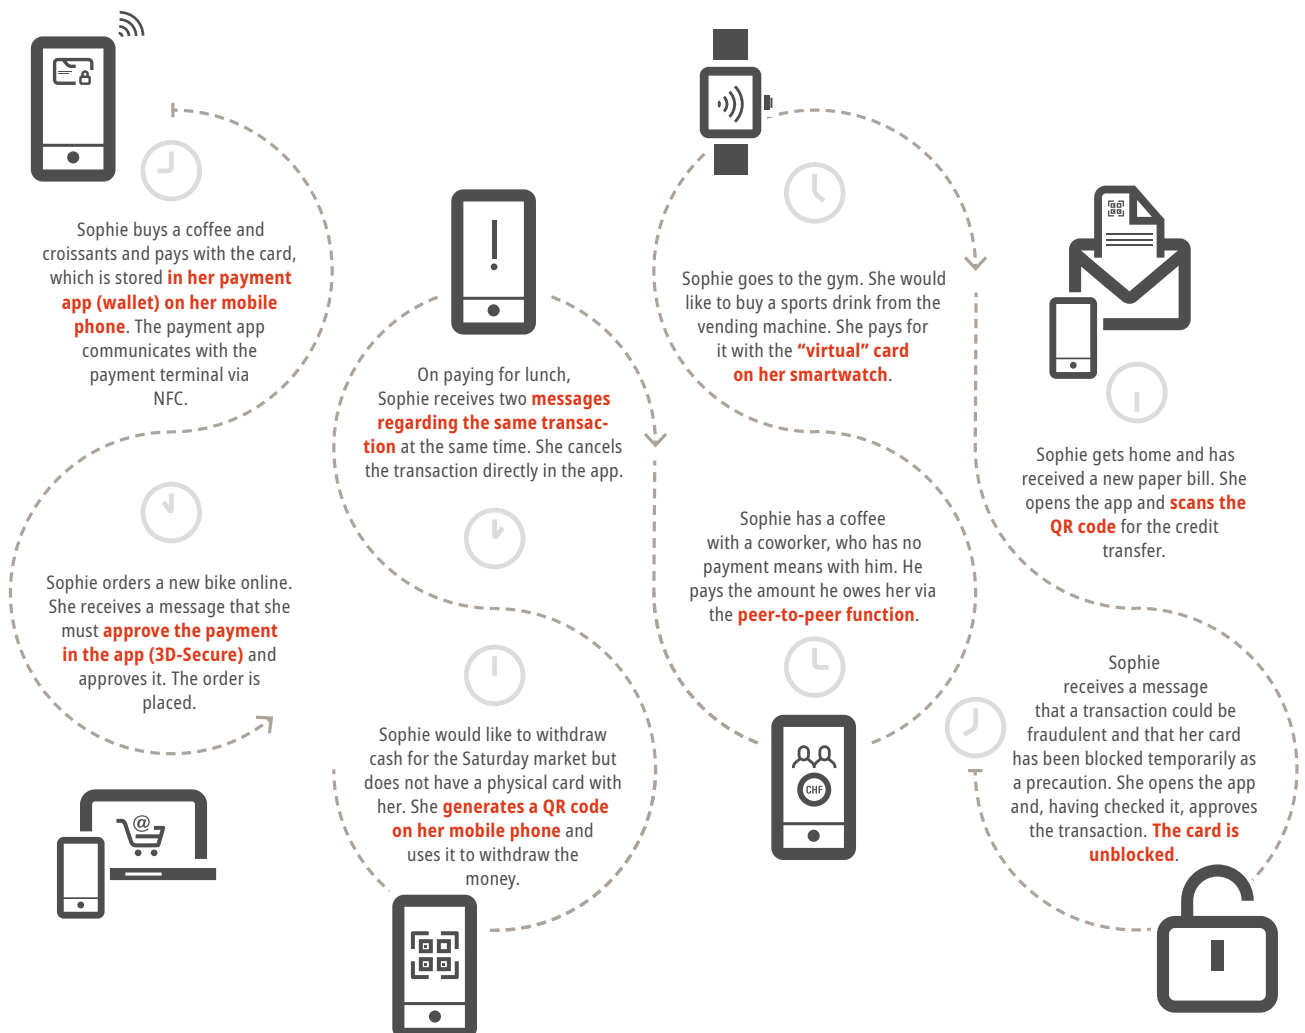 Sophie buys a coffee and
croissants and pays with the card,
which is stored in her payment
app (wallet) on her mobile
phone. The payment app
communicates with the
payment terminal via
NFC.
Sophie orders a new bike online.
She receives a message that she
must approve the payment
in the app (3D-Secure) and
approves it. The order is
placed.
@
Sophie would like to withdraw
cash for the Saturday market but
does not have a physical card with
her. She generates a QR code
on her mobile phone and
uses it to withdraw the
money.
On paying for lunch,
Sophie receives two messages
regarding the same transac-
tion at the same time. She cancels
the transaction directly in the app.
Sophie has a coffee
with a coworker, who has no
payment means with him. He
pays the amount he owes her via
the peer-to-peer function.
CHF
Sophie goes to the gym. She would
like to buy a sports drink from the
vending machine. She pays for
it with the “virtual” card
on her smartwatch.
Sophie gets home and has
received a new paper bill. She
opens the app and scans the
QR code for the credit
transfer.
Sophie
receives a message
that a transaction could be
fraudulent and that her card
has been blocked temporarily as
a precaution. She opens the app
and, having checked it, approves
the transaction. The card is
unblocked.